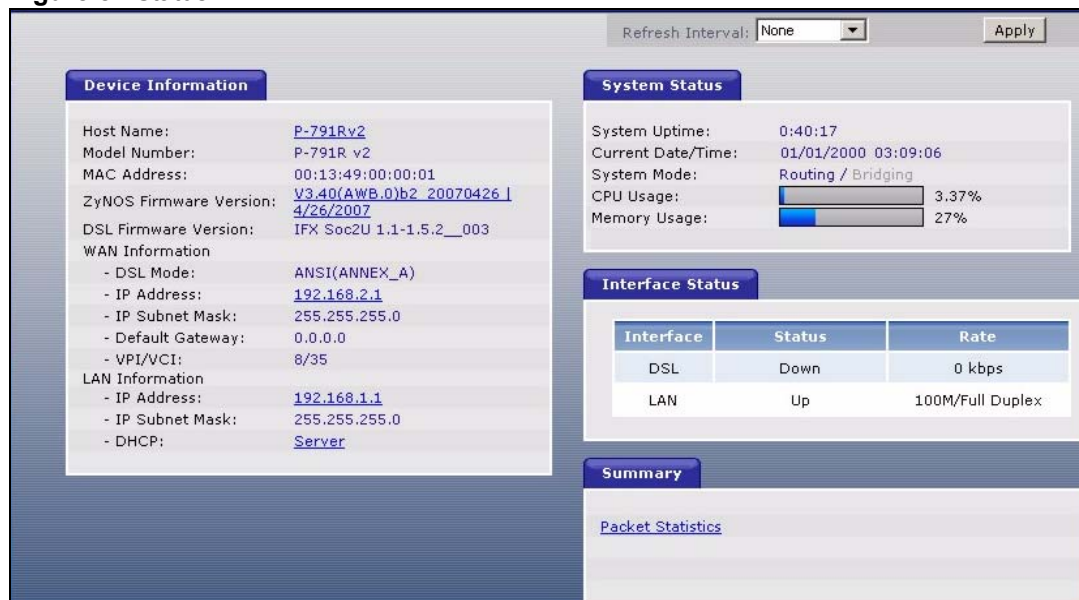 Refresh Interval: None Apply
Device Information
Host Name: P-791Rv2
Model Number: P-791R v2
MAC Address: 00:13:49:00:00:01
ZyNOS Firmware Version: V3.40(AWB.0)b2_20070426 |
4/26/2007
DSL Firmware Version: IFX Soc2U 1.1-1.5.2__003
WAN Information
- DSL Mode: ANSI(ANNEX_A)
- IP Address: 192.168.2.1
- IP Subnet Mask: 255.255.255.0
- Default Gateway: 0.0.0.0
- VPI/VCI: 8/35
LAN Information
- IP Address: 192.168.1.1
- IP Subnet Mask: 255.255.255.0
- DHCP: Server
System Status
System Uptime: 0:40:17
Current Date/Time: 01/01/2000 03:09:06
System Mode: Routing / Bridging
CPU Usage: 3.37%
Memory Usage: 27%
Interface Status
Interface Status Rate
DSL Down 0 kbps
LAN Up 100M/Full Duplex
Summary
Packet Statistics